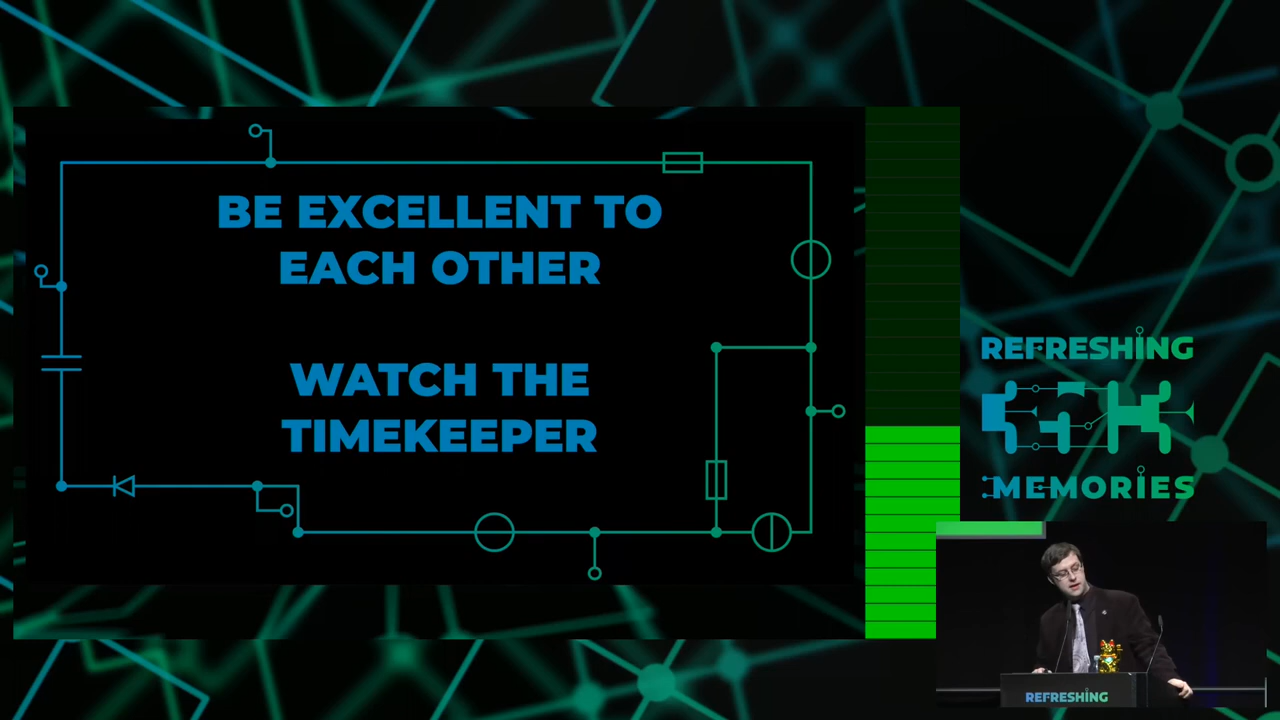 BE EXCELLENT TO
EACH OTHER
WATCH THE
TIMEKEEPER
REFRESHING
MEMORIES
REFRESHING